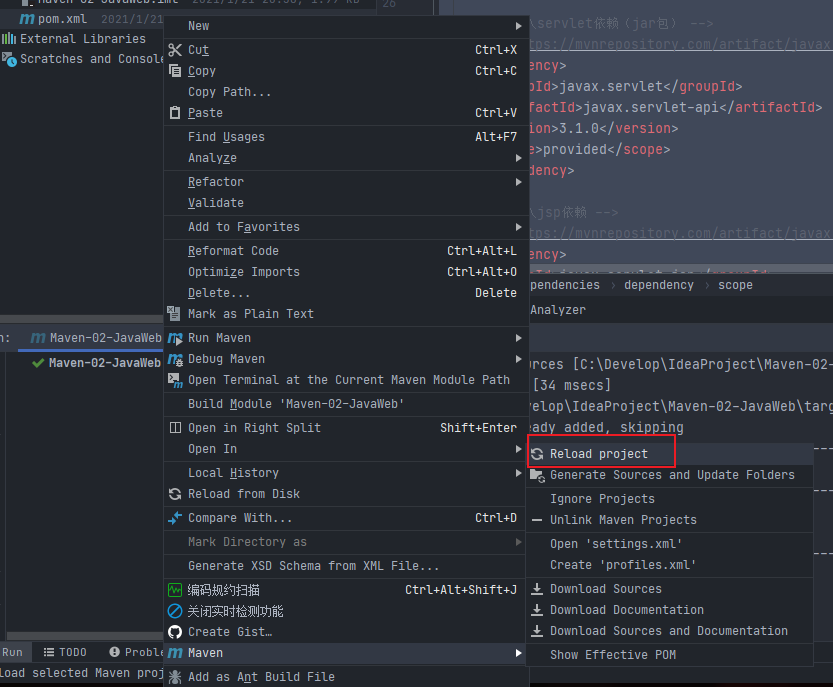 Maven-02-JavaWeb.iml 2021/1/21 20:36, 1.77 kB
pom.xml 2021/1/21
External Libraries
Scratches and Console
26
servlet依赖（jar包） -->
tps://mvnrepository.com/artifact/javax
ency>
pId>javax.servlet</groupId>
factId>javax.servlet-api</artifactId>
ion>3.1.0</version>
e>provided</scope>
dency>
\jsp依赖 -->
tps://mvnrepository.com/artifact/javax
ency>
pendencies › dependency › scope
Analyzer
New
Cut Ctrl+X
Copy Ctrl+C
Copy Path...
Paste Ctrl+V
Find Usages Alt+F7
Analyze
Refactor
Validate
Add to Favorites
Reformat Code Ctrl+Alt+L
Optimize Imports Ctrl+Alt+O
Delete... Delete
Mark as Plain Text
Run Maven
Debug Maven
Open Terminal at the Current Maven Module Path
Build Module 'Maven-02-JavaWeb'
Open in Right Split Shift+Enter
Open In
Local History
Reload from Disk
Compare With... Ctrl+D
Mark Directory as
Generate XSD Schema from XML File...
编码规约扫描 Ctrl+Alt+Shift+J
关闭实时检测功能
Create Gist…
Maven
Add as Ant Build File
n: Maven-02-JavaWeb
Maven-02-JavaWeb
urces [C:\Develop\IdeaProject\Maven-02-
[34 msecs]
velop\IdeaProject\Maven-02-JavaWeb\targ
eady added, skipping
Reload project
Generate Sources and Update Folders
Ignore Projects
Unlink Maven Projects
Open 'settings.xml'
Create 'profiles.xml'
Download Sources
Download Documentation
Download Sources and Documentation
Show Effective POM
Run TODO Proble
Load selected Maven proj